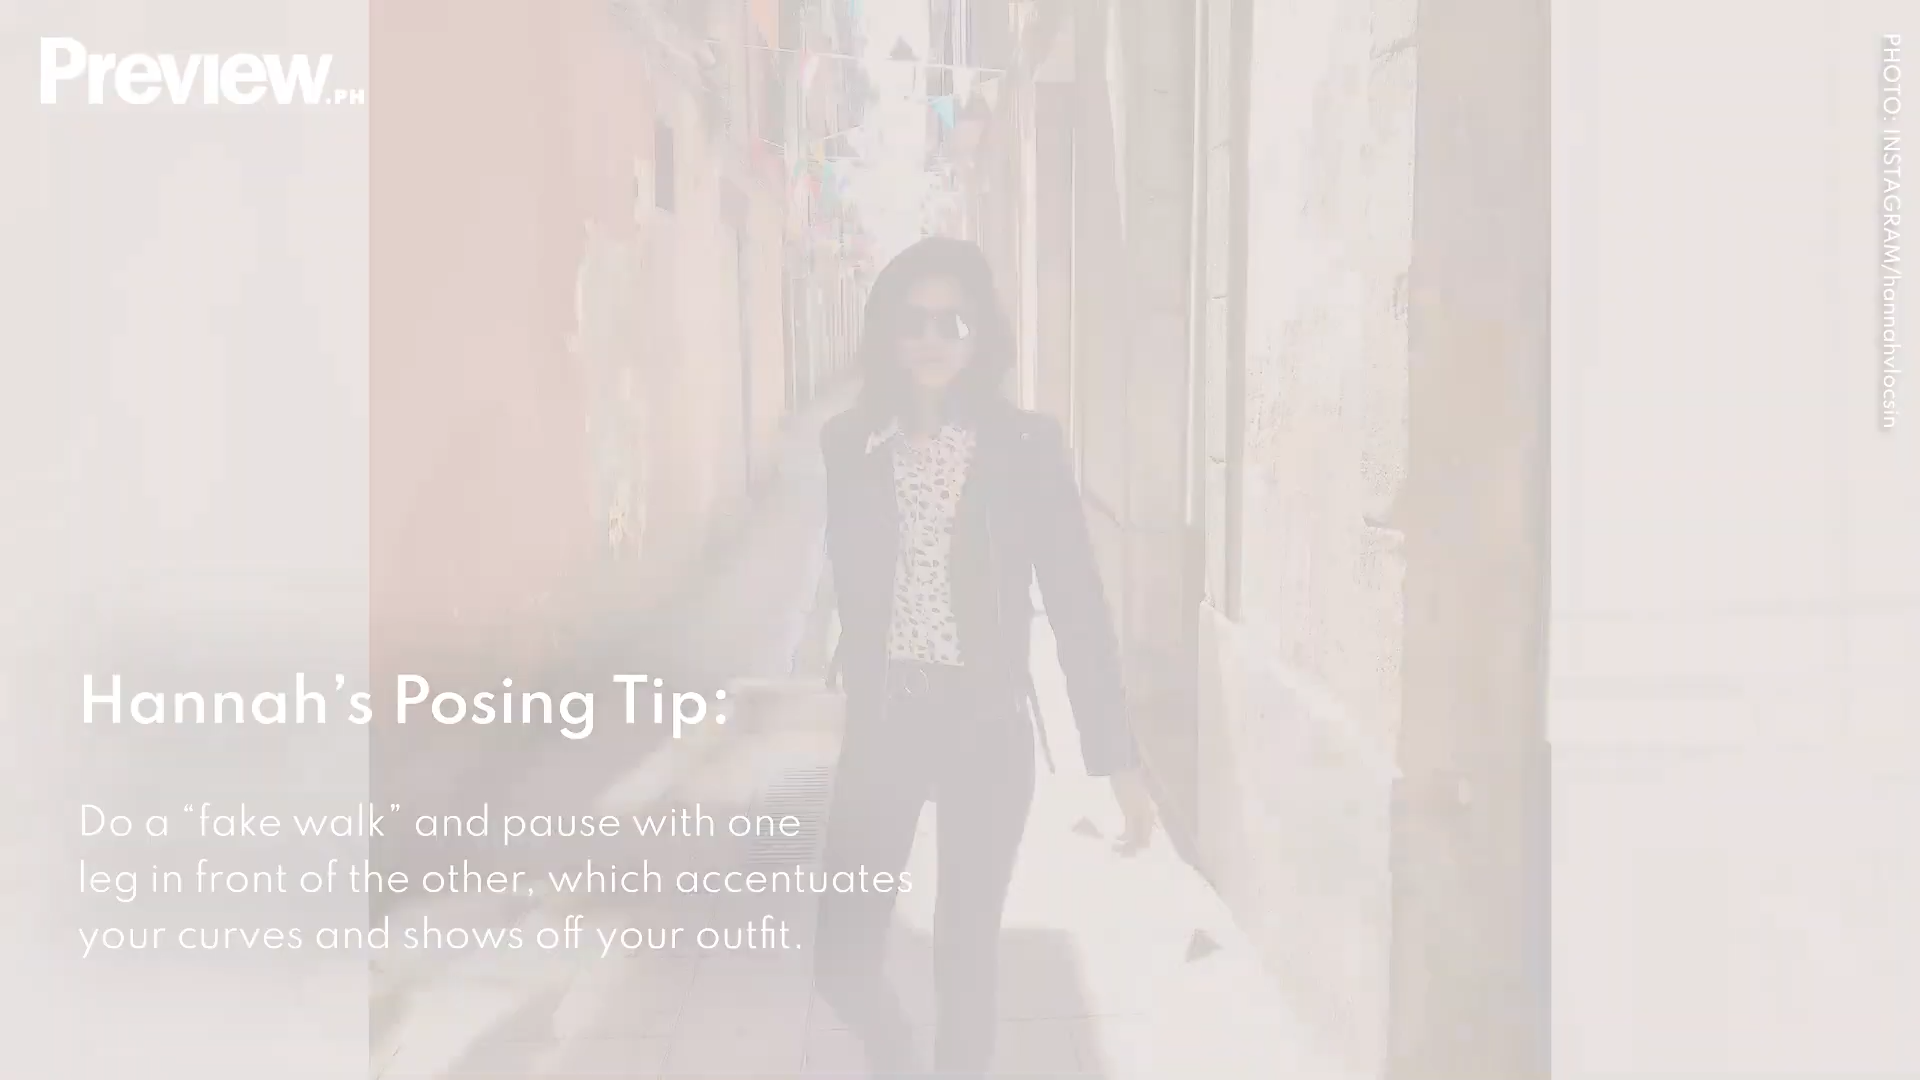 Preview.PH
PHOTO: INSTAGRAM/hannahvlocsin
Hannah’s Posing Tip:
Do a “fake walk” and pause with one
leg in front of the other, which accentuates
your curves and shows off your outfit.